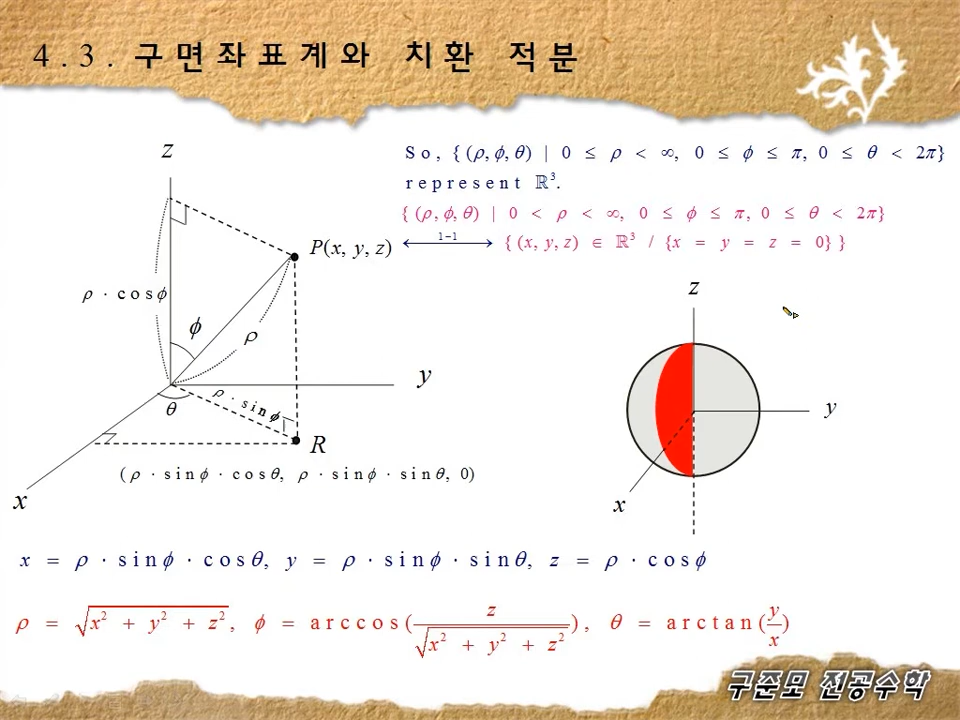 4.3. 구면좌표계와 치환 적분
z
P(x, y, z)
ρ · cosϕ
ϕ
ρ
y
θ
ρ · sinϕ
R
(ρ · sinϕ · cosθ, ρ · sinϕ · sinθ, 0)
x
So, {(ρ, ϕ, θ) | 0 ≤ ρ < ∞, 0 ≤ ϕ ≤ π, 0 ≤ θ < 2π}
represent ℝ³.
{(ρ, ϕ, θ) | 0 < ρ < ∞, 0 ≤ ϕ ≤ π, 0 ≤ θ < 2π}
1−1 {(x, y, z) ∈ ℝ³ / {x = y = z = 0} }
z
y
x
x = ρ · sinϕ · cosθ, y = ρ · sinϕ · sinθ, z = ρ · cosϕ
ρ = √(x² + y² + z²), ϕ = arccos(z / √(x² + y² + z²)), θ = arctan(y/x)
구준모 전공수학